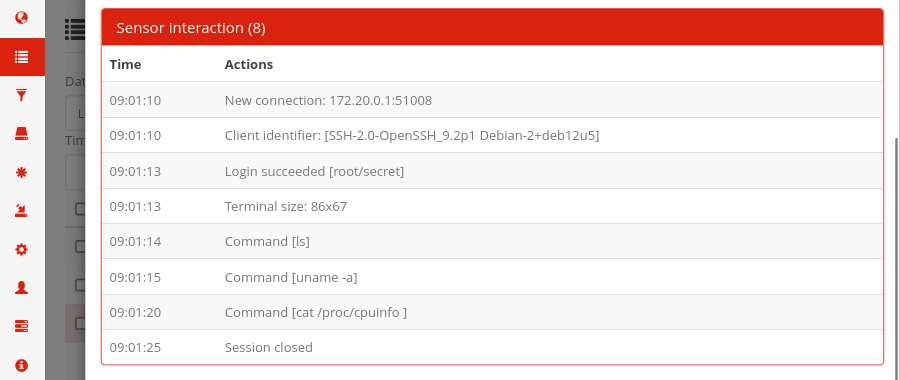 Sensor interaction (8)
Time Actions
09:01:10 New connection: 172.20.0.1:51008
09:01:10 Client identifier: [SSH-2.0-OpenSSH_9.2p1 Debian-2+deb12u5]
09:01:13 Login succeeded [root/secret]
09:01:13 Terminal size: 86x67
09:01:14 Command [ls]
09:01:15 Command [uname -a]
09:01:20 Command [cat /proc/cpuinfo ]
09:01:25 Session closed
Dat
L
Tim